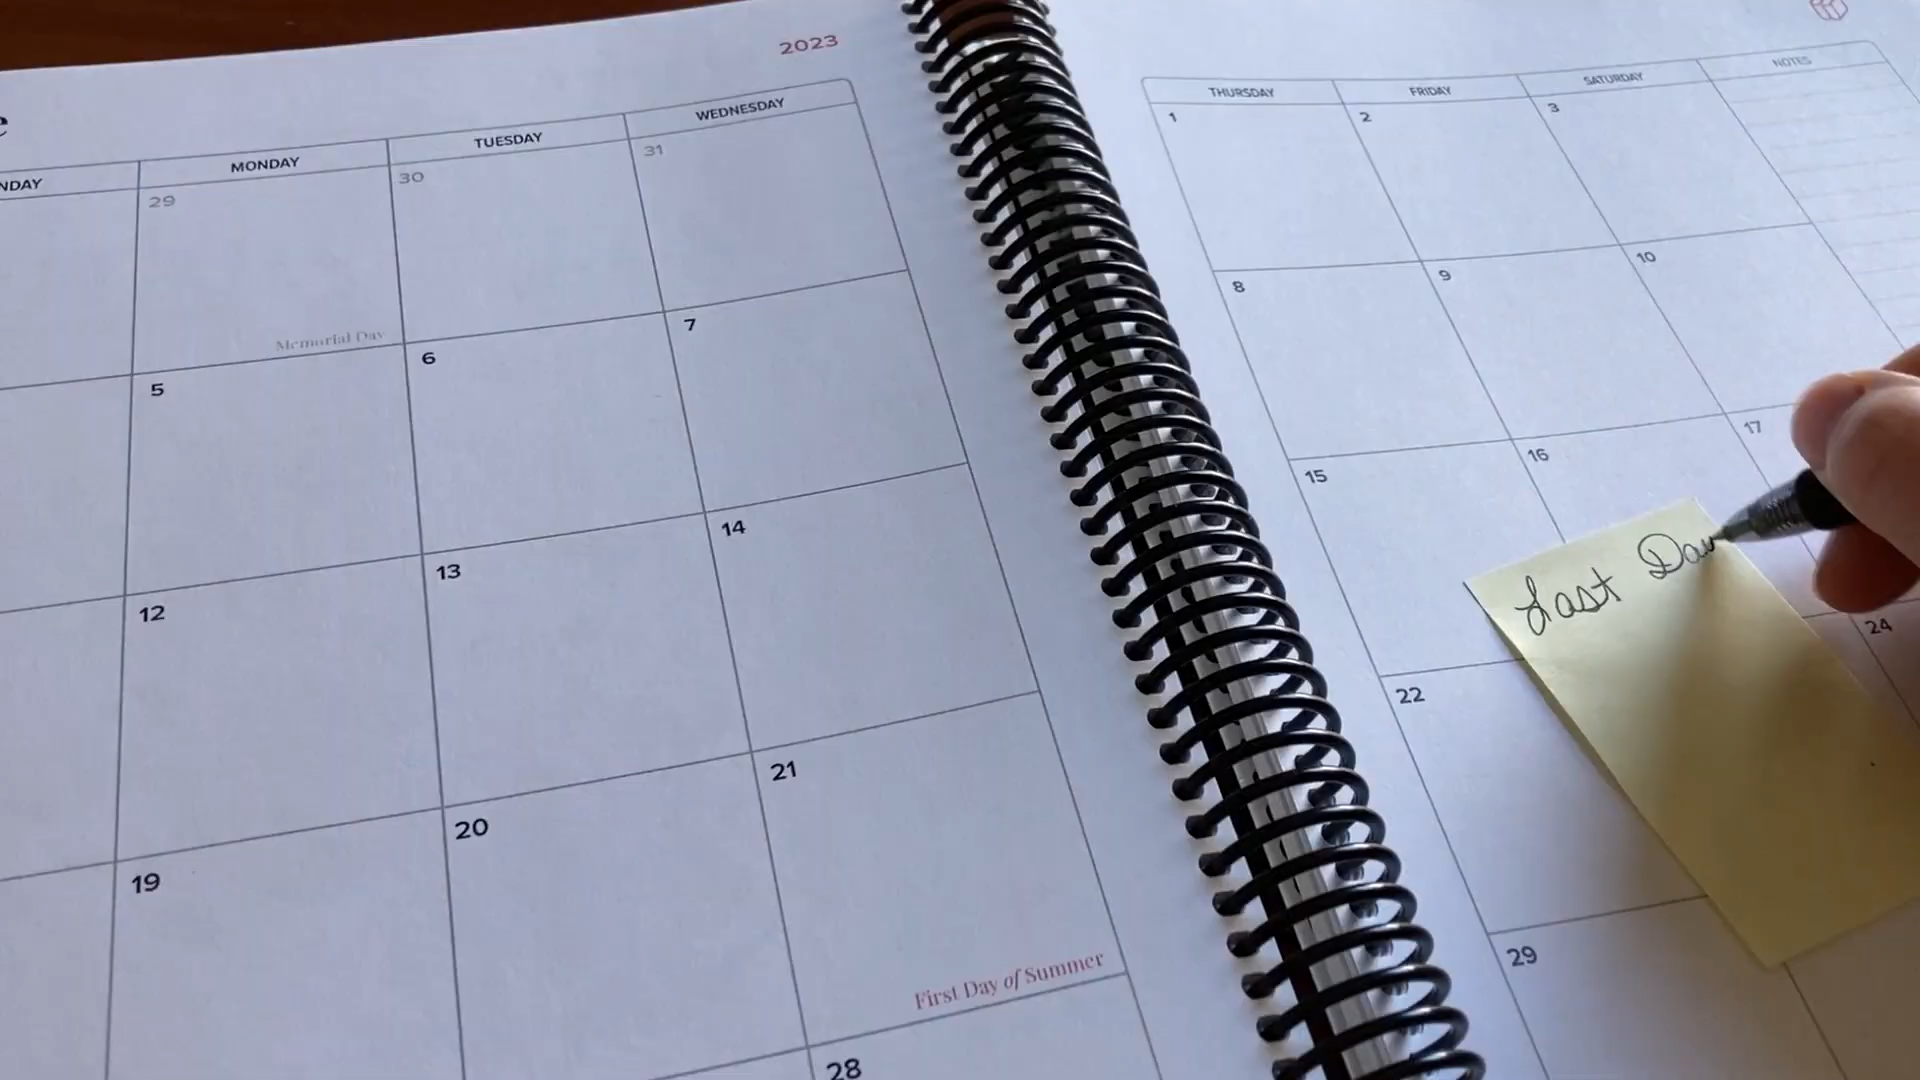 2023
MONDAY TUESDAY WEDNESDAY
29 30 31
Memorial Day
5 6 7
12 13 14
19 20 21
First Day of Summer
28
THURSDAY FRIDAY SATURDAY NOTES
1 2 3
8 9 10
15 16 17
22 24
29
Last